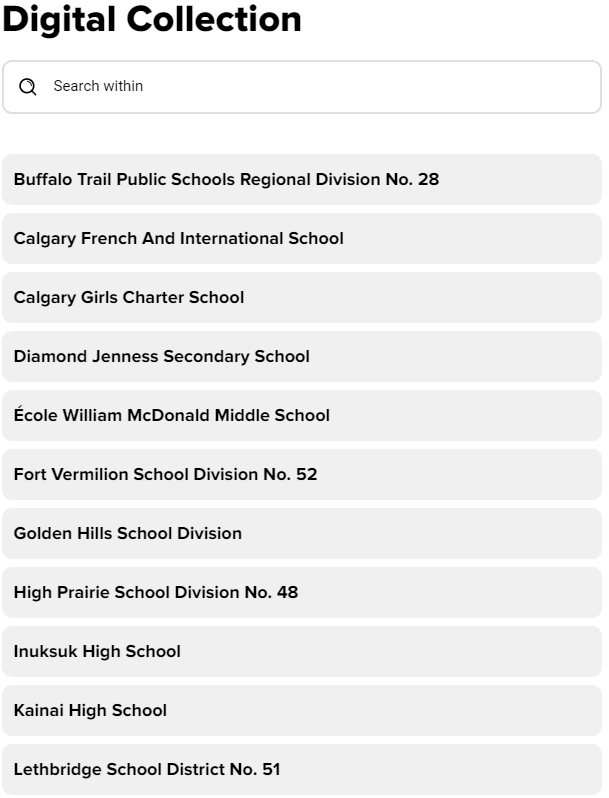 Digital Collection
Search within
Buffalo Trail Public Schools Regional Division No. 28
Calgary French And International School
Calgary Girls Charter School
Diamond Jenness Secondary School
École William McDonald Middle School
Fort Vermilion School Division No. 52
Golden Hills School Division
High Prairie School Division No. 48
Inuksuk High School
Kainai High School
Lethbridge School District No. 51